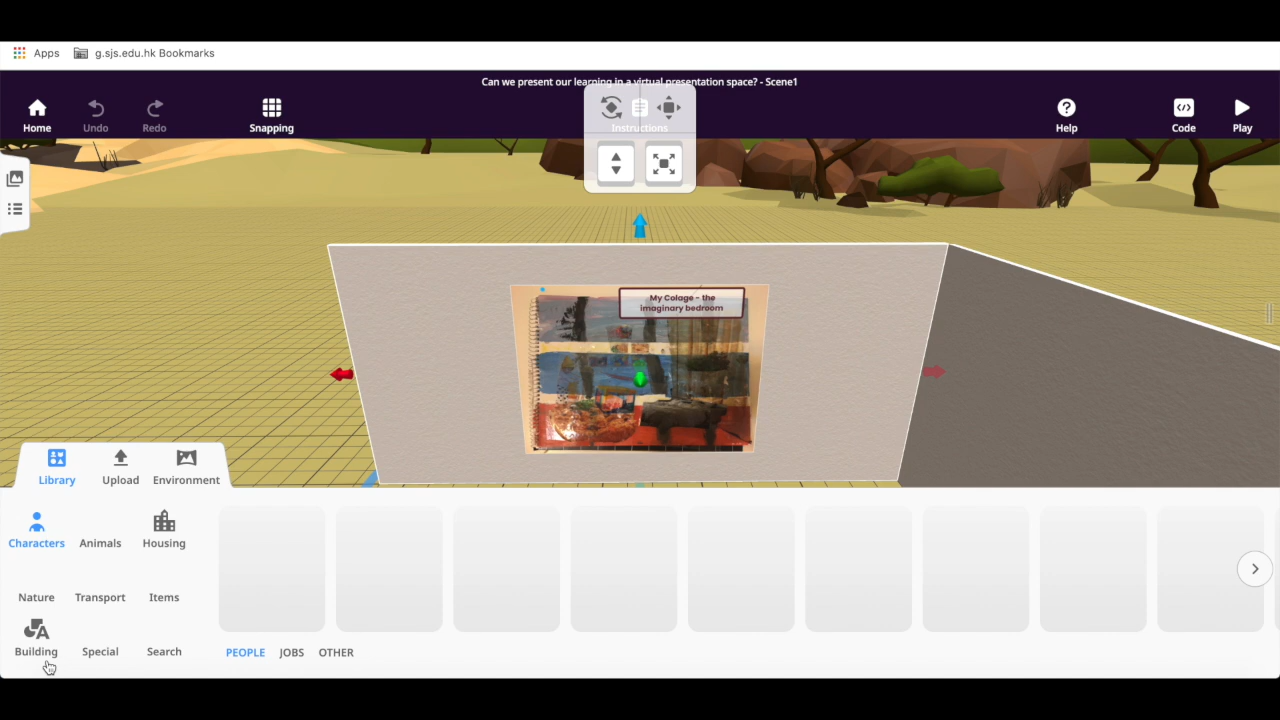 Apps g.sjs.edu.hk Bookmarks
Can we present our learning in a virtual presentation space? - Scene1
Home Undo Redo Snapping Instructions Help Code Play
My Colage - the
imaginary bedroom
Library Upload Environment
Characters Animals Housing
Nature Transport Items
Building Special Search
PEOPLE JOBS OTHER